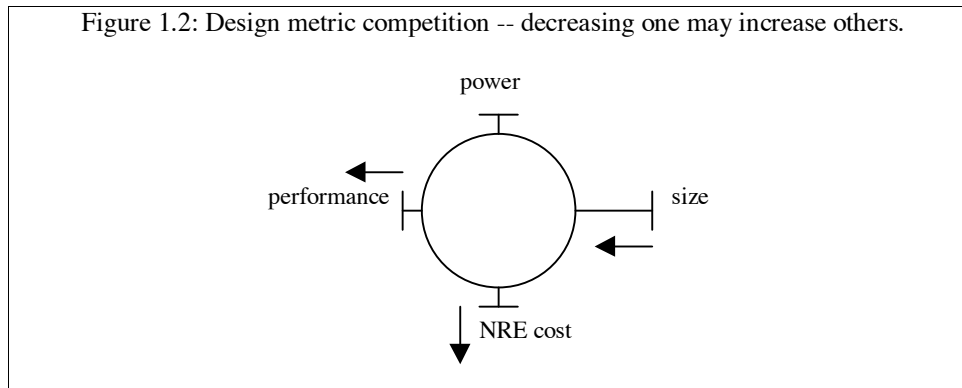 Figure 1.2: Design metric competition -- decreasing one may increase others.
power
performance
size
NRE cost